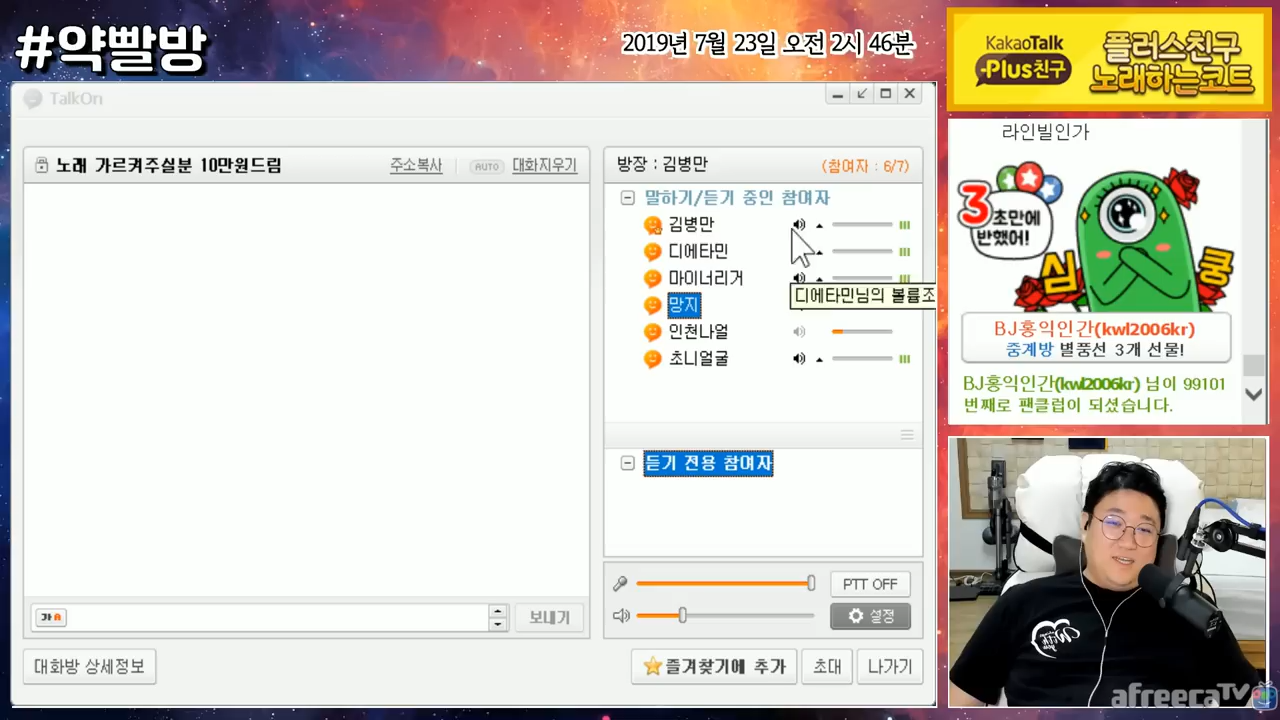 #약빨방
2019년 7월 23일 오전 2시 46분
KakaoTalk
Plus친구
플러스친구
노래하는코트
TalkOn
노래 가르켜주실분 10만원드림
주소복사
AUTO
대화지우기
방장 : 김병만
(참여자 : 6/7)
말하기/듣기 중인 참여자
김병만
디에타민
마이너리거
디에타민님의 볼륨조
망지
인천나얼
초니얼굴
듣기 전용 참여자
PTT OFF
설정
가A
보내기
대화방 상세정보
즐겨찾기에 추가
초대
나가기
라인빌인가
3초만에
반했어!
심쿵
BJ홍익인간(kwl2006kr)
중계방 별풍선 3개 선물!
BJ홍익인간(kwl2006kr) 님이 99101
번째로 팬클럽이 되셨습니다.
With
you
afreecaTV